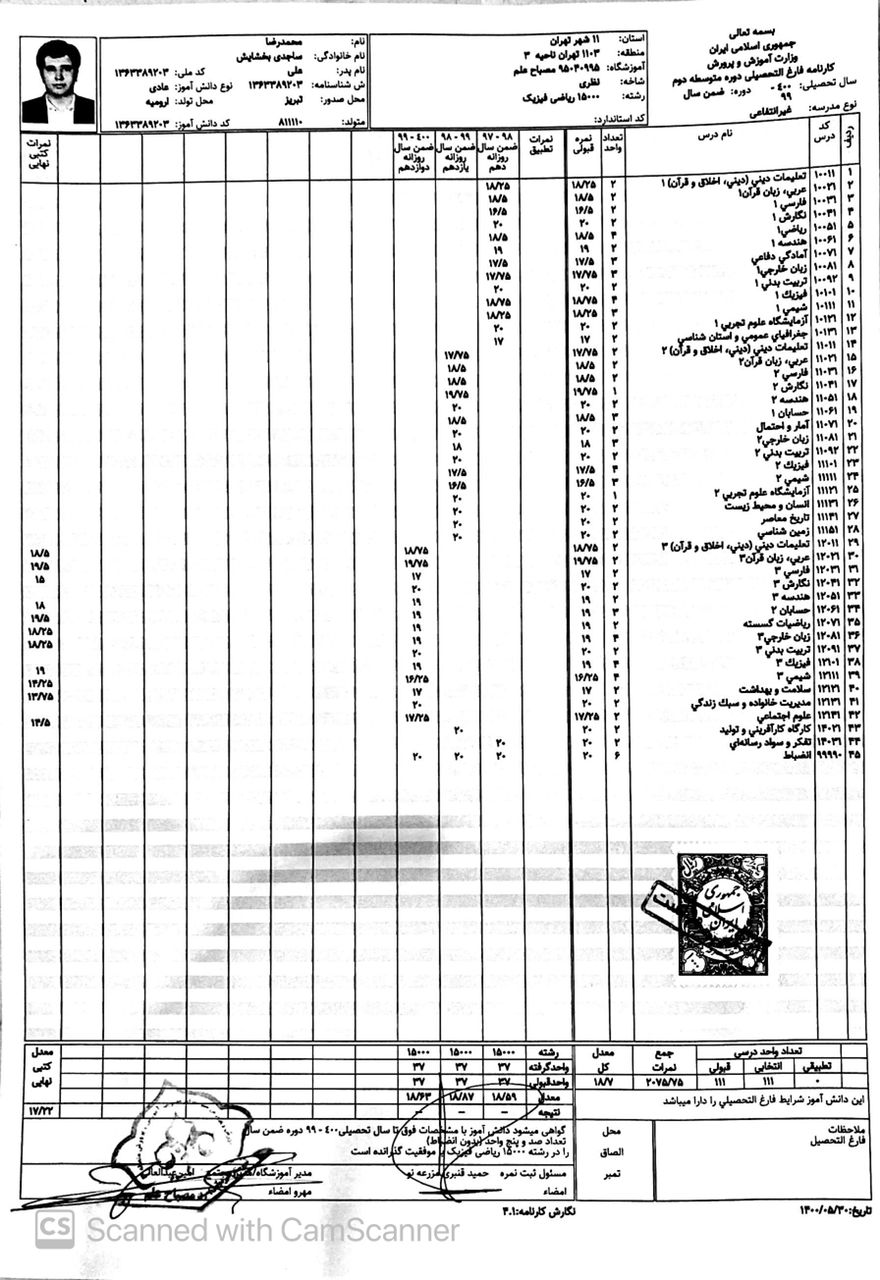 بسمه تعالی
جمهوری اسلامی ایران
وزارت آموزش و پرورش
کارنامه فارغ التحصیلی دوره متوسطه دوم
سال تحصیلی: ۴۰۰ - ۹۹ دوره: ضمن سال
نوع مدرسه: غیرانتفاعی
استان: ۱۱ شهر تهران
منطقه: ۱۱۰۳ تهران ناحیه ۳
آموزشگاه: ۹۵۰۴۰۹۹۵ مصباح علم
شاخه: نظری
رشته: ۱۵۰۰۰ ریاضی فیزیک
کد استاندارد:
نام: محمدرضا
نام خانوادگی: ساجدی بخشایش
نام پدر: علی کد ملی: ۱۳۶۳۳۸۹۲۰۳
ش شناسنامه: ۱۳۶۳۳۸۹۲۰۳ نوع دانش آموز: عادی
محل صدور: تبریز محل تولد: ارومیه
متولد: ۸۱۱۱۱۰ کد دانش آموز: ۱۳۶۳۳۸۹۲۰۳
ردیف کد درس نام درس تعداد واحد نمره قبولی نمرات تطبیق ۹۸ - ۹۷ ضمن سال روزانه دهم ۹۹ - ۹۸ ضمن سال روزانه یازدهم ۴۰۰ - ۹۹ ضمن سال روزانه دوازدهم نمرات کتبی نهایی
۱ ۱۰۰۱۱ تعلیمات دینی (دینی، اخلاق و قرآن) ۱ ۲ ۱۸/۲۵ ۱۸/۲۵
۲ ۱۰۰۲۱ عربی، زبان قرآن۱ ۲ ۱۸/۵ ۱۸/۵
۳ ۱۰۰۳۱ فارسی ۱ ۲ ۱۶/۵ ۱۶/۵
۴ ۱۰۰۴۱ نگارش ۱ ۲ ۲۰ ۲۰
۵ ۱۰۰۵۱ ریاضی۱ ۴ ۱۸/۵ ۱۸/۵
۶ ۱۰۰۶۱ هندسه ۱ ۲ ۱۹ ۱۹
۷ ۱۰۰۷۱ آمادگی دفاعی ۳ ۱۷/۵ ۱۷/۵
۸ ۱۰۰۸۱ زبان خارجی۱ ۳ ۱۷/۷۵ ۱۷/۷۵
۹ ۱۰۰۹۲ تربیت بدنی ۱ ۲ ۲۰ ۲۰
۱۰ ۱۰۱۰۱ فیزیک ۱ ۴ ۱۸/۷۵ ۱۸/۷۵
۱۱ ۱۰۱۱۱ شیمی ۱ ۳ ۱۸/۲۵ ۱۸/۲۵
۱۲ ۱۰۱۲۱ آزمایشگاه علوم تجربی ۱ ۲ ۲۰ ۲۰
۱۳ ۱۰۱۳۱ جغرافیای عمومی و استان شناسی ۲ ۱۷ ۱۷
۱۴ ۱۱۰۱۱ تعلیمات دینی (دینی، اخلاق و قرآن) ۲ ۲ ۱۷/۷۵ ۱۷/۷۵
۱۵ ۱۱۰۲۱ عربی، زبان قرآن۲ ۲ ۱۸/۵ ۱۸/۵
۱۶ ۱۱۰۳۱ فارسی ۲ ۲ ۱۸/۵ ۱۸/۵
۱۷ ۱۱۰۴۱ نگارش ۲ ۱ ۱۹/۷۵ ۱۹/۷۵
۱۸ ۱۱۰۵۱ هندسه ۲ ۲ ۲۰ ۲۰
۱۹ ۱۱۰۶۱ حسابان ۱ ۳ ۱۸/۵ ۱۸/۵
۲۰ ۱۱۰۷۱ آمار و احتمال ۲ ۲۰ ۲۰
۲۱ ۱۱۰۸۱ زبان خارجی۲ ۳ ۱۸ ۱۸
۲۲ ۱۱۰۹۲ تربیت بدنی ۲ ۲ ۲۰ ۲۰
۲۳ ۱۱۱۰۱ فیزیک ۲ ۴ ۱۷/۵ ۱۷/۵
۲۴ ۱۱۱۱۱ شیمی ۲ ۳ ۱۶/۵ ۱۶/۵
۲۵ ۱۱۱۲۱ آزمایشگاه علوم تجربی ۲ ۱ ۲۰ ۲۰
۲۶ ۱۱۱۳۱ انسان و محیط زیست ۲ ۲۰ ۲۰
۲۷ ۱۱۱۴۱ تاریخ معاصر ۲ ۲۰ ۲۰
۲۸ ۱۱۱۵۱ زمین شناسی ۲ ۲۰ ۲۰
۲۹ ۱۲۰۱۱ تعلیمات دینی (دینی، اخلاق و قرآن) ۳ ۲ ۱۸/۷۵ ۱۸/۷۵ ۱۸/۵
۳۰ ۱۲۰۲۱ عربی، زبان قرآن۳ ۲ ۱۹/۷۵ ۱۹/۷۵ ۱۹/۵
۳۱ ۱۲۰۳۱ فارسی ۳ ۲ ۱۷ ۱۷ ۱۵
۳۲ ۱۲۰۴۱ نگارش ۳ ۲ ۲۰ ۲۰
۳۳ ۱۲۰۵۱ هندسه ۳ ۲ ۱۹ ۱۹ ۱۸
۳۴ ۱۲۰۶۱ حسابان ۲ ۳ ۱۹ ۱۹ ۱۹/۵
۳۵ ۱۲۰۷۱ ریاضیات گسسته ۲ ۱۹ ۱۹ ۱۸/۲۵
۳۶ ۱۲۰۸۱ زبان خارجی۳ ۴ ۱۹ ۱۹ ۱۸/۲۵
۳۷ ۱۲۰۹۱ تربیت بدنی ۳ ۲ ۲۰ ۲۰
۳۸ ۱۲۱۰۱ فیزیک ۳ ۴ ۱۹ ۱۹ ۱۹
۳۹ ۱۲۱۱۱ شیمی ۳ ۴ ۱۶/۲۵ ۱۶/۲۵ ۱۴/۲۵
۴۰ ۱۲۱۲۱ سلامت و بهداشت ۲ ۱۷ ۱۷ ۱۳/۷۵
۴۱ ۱۲۱۳۱ مدیریت خانواده و سبک زندگی ۲ ۲۰ ۲۰
۴۲ ۱۲۱۴۱ علوم اجتماعی ۲ ۱۷/۲۵ ۱۷/۲۵ ۱۴/۵
۴۳ ۱۴۰۲۱ کارگاه کارآفرینی و تولید ۲ ۲۰ ۲۰
۴۴ ۱۴۰۳۱ تفکر و سواد رسانه‌ای ۲ ۲۰ ۲۰
۴۵ ۹۹۹۹۰ انضباط ۶ ۲۰ ۲۰ ۲۰ ۲۰
جمهوری اسلامی ایران
تعداد واحد درسی جمع نمرات معدل کل رشته ۱۵۰۰۰ ۱۵۰۰۰ ۱۵۰۰۰ معدل کتبی نهایی
تطبیقی انتخابی قبولی واحدگرفته ۳۷ ۳۷ ۳۷
۰ ۱۱۱ ۱۱۱ ۲۰۷۵/۷۵ ۱۸/۷ واحدقبولی ۳۷ ۳۷ ۳۷
این دانش آموز شرایط فارغ التحصیلی را دارا میباشد معدل ۱۸/۵۹ ۱۸/۸۷ ۱۸/۶۳
نتیجه – – – ۱۷/۲۲
ملاحظات
فارغ التحصیل
محل
الصاق
تمبر
گواهی میشود دانش آموز با مشخصات فوق تا سال تحصیلی ۴۰۰ - ۹۹ دوره ضمن سال
تعداد صد و پنج واحد (بدون انضباط)
را در رشته ۱۵۰۰۰ ریاضی فیزیک با موفقیت گذرانده است
مسئول ثبت نمره حمید قنبری مزرعه نو مدیر آموزشگاه
امضاء مهر و امضاء
مصباح علم
تاریخ: ۱۴۰۰/۰۵/۳۰ نگارش کارنامه: ۴.۱
CS Scanned with CamScanner